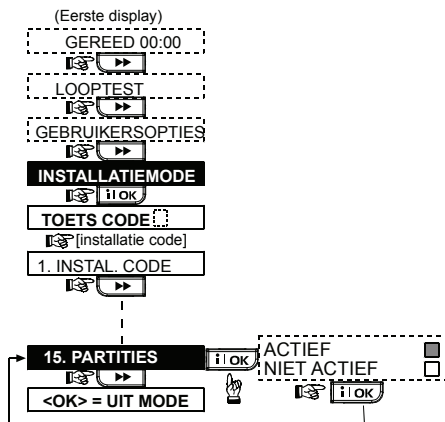 (Eerste display)
GEREED 00:00
LOOPTEST
GEBRUIKERSOPTIES
INSTALLATIEMODE
i OK
TOETS CODE
[installatie code]
1. INSTAL. CODE
15. PARTITIES
i OK
ACTIEF
NIET ACTIEF
<OK> = UIT MODE
i OK